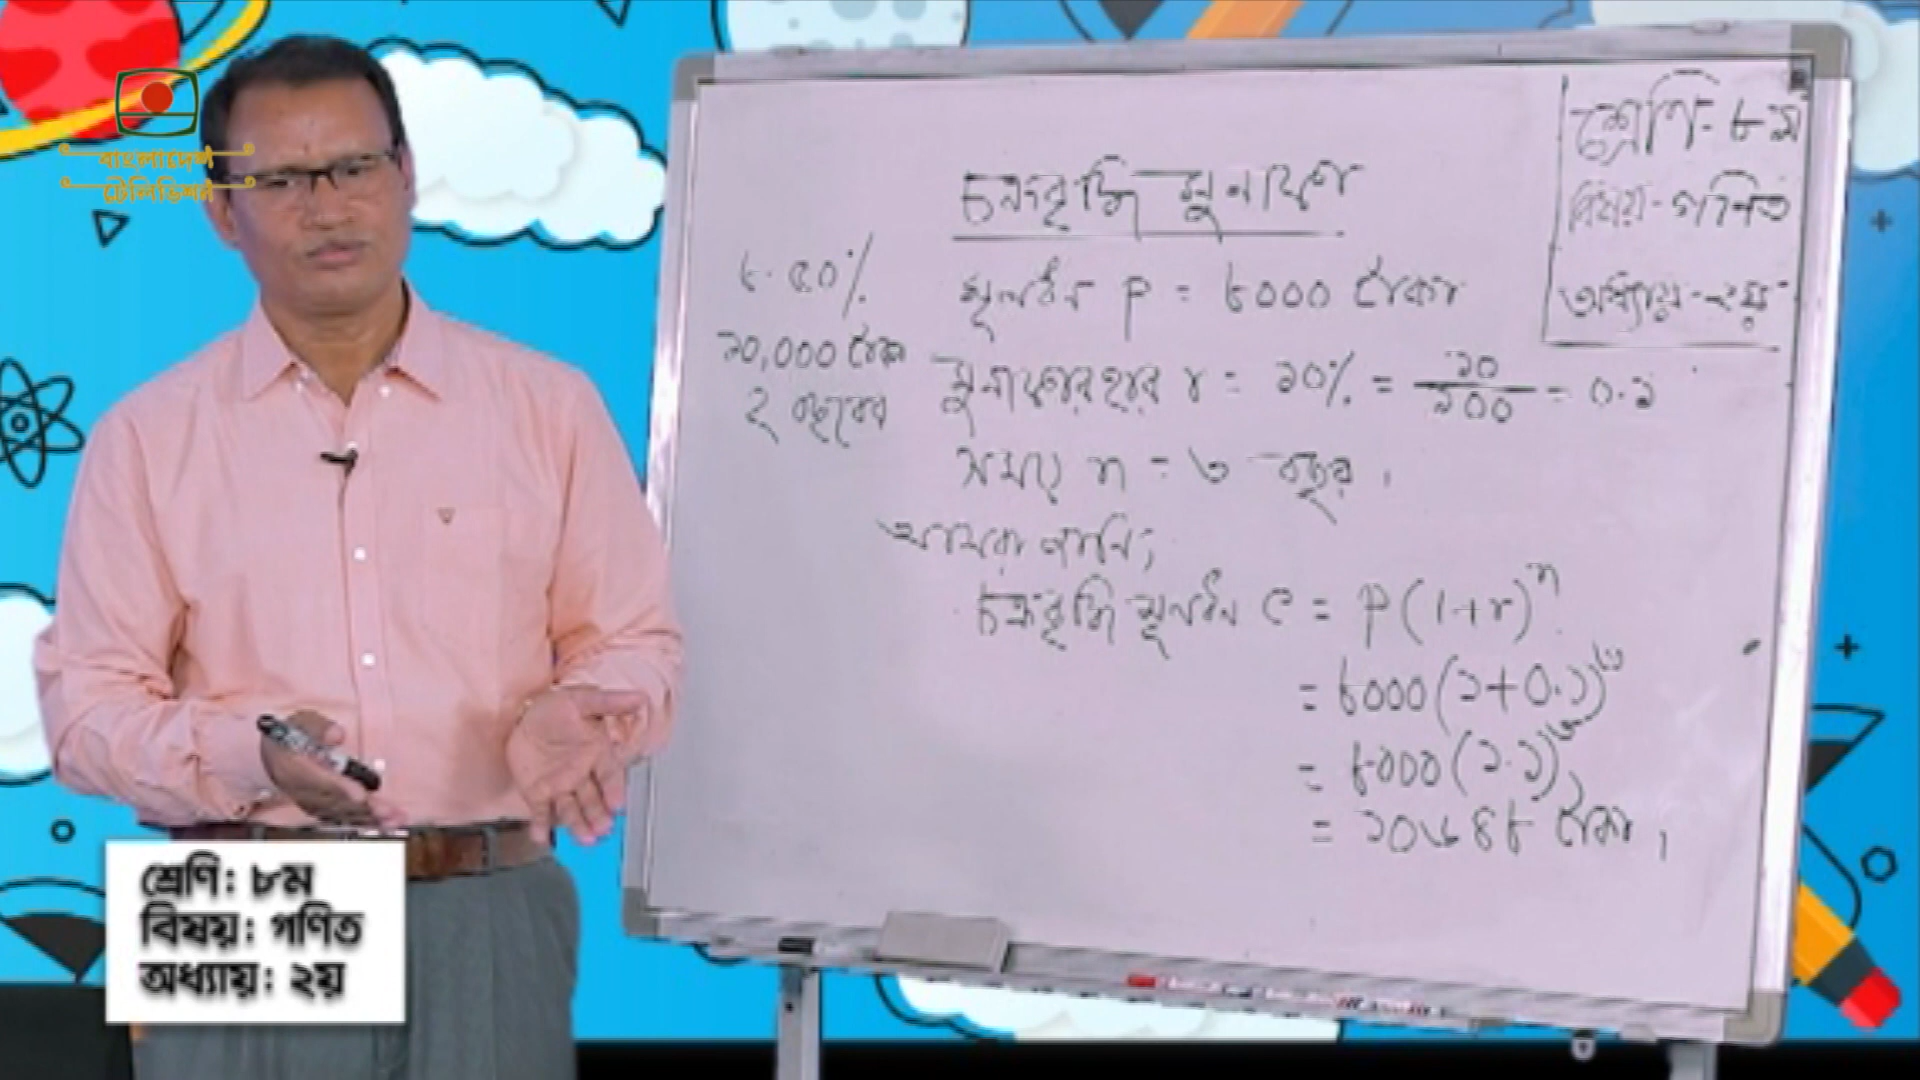 বাংলাদেশ
টেলিভিশন
শ্রেণি- ৮ম
বিষয়- গণিত
অধ্যায়- ২য়
চক্রবৃদ্ধি মুনাফা
৮.৫০%
১০,০০০ টাকা
২ বছরের
মূলধন P = ৮০০০ টাকা
মুনাফার হার r = ১০% = ১০/১০০ = ০.১
সময় n = ৩ বছর।
আমরা জানি,
চক্রবৃদ্ধি মূলধন C = P(1+r)^n
= ৮০০০(১+০.১)^৩
= ৮০০০(১.১)^৩
= ১০৬৪৮ টাকা।
শ্রেণি: ৮ম
বিষয়: গণিত
অধ্যায়: ২য়